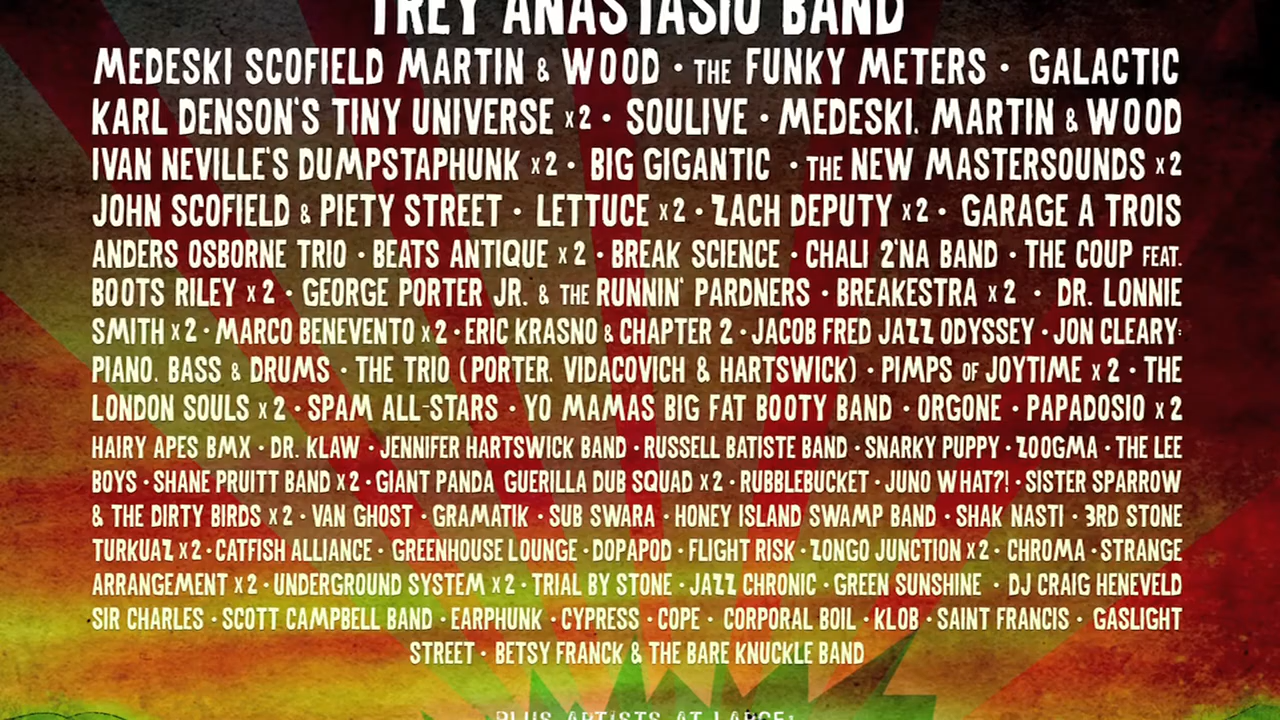 TREY ANASTASIO BAND
MEDESKI SCOFIELD MARTIN & WOOD • THE FUNKY METERS • GALACTIC
KARL DENSON'S TINY UNIVERSE x2 • SOULIVE • MEDESKI, MARTIN & WOOD
IVAN NEVILLE'S DUMPSTAPHUNK x2 • BIG GIGANTIC • THE NEW MASTERSOUNDS x2
JOHN SCOFIELD & PIETY STREET • LETTUCE x2 • ZACH DEPUTY x2 • GARAGE A TROIS
ANDERS OSBORNE TRIO • BEATS ANTIQUE x2 • BREAK SCIENCE • CHALI 2'NA BAND • THE COUP FEAT.
BOOTS RILEY x2 • GEORGE PORTER JR. & THE RUNNIN' PARDNERS • BREAKESTRA x2 • DR. LONNIE
SMITH x2 • MARCO BENEVENTO x2 • ERIC KRASNO & CHAPTER 2 • JACOB FRED JAZZ ODYSSEY • JON CLEARY:
PIANO, BASS & DRUMS • THE TRIO (PORTER, VIDACOVICH & HARTSWICK) • PIMPS OF JOYTIME x2 • THE
LONDON SOULS x2 • SPAM ALL-STARS • YO MAMAS BIG FAT BOOTY BAND • ORGONE • PAPADOSIO x2
HAIRY APES BMX • DR. KLAW • JENNIFER HARTSWICK BAND • RUSSELL BATISTE BAND • SNARKY PUPPY • ZOOGMA • THE LEE
BOYS • SHANE PRUITT BAND x2 • GIANT PANDA GUERILLA DUB SQUAD x2 • RUBBLEBUCKET • JUNO WHAT?! • SISTER SPARROW
& THE DIRTY BIRDS x2 • VAN GHOST • GRAMATIK • SUB SWARA • HONEY ISLAND SWAMP BAND • SHAK NASTI • 3RD STONE
TURKUAZ x2 • CATFISH ALLIANCE • GREENHOUSE LOUNGE • DOPAPOD • FLIGHT RISK • ZONGO JUNCTION x2 • CHROMA • STRANGE
ARRANGEMENT x2 • UNDERGROUND SYSTEM x2 • TRIAL BY STONE • JAZZ CHRONIC • GREEN SUNSHINE • DJ CRAIG HENEVELD
SIR CHARLES • SCOTT CAMPBELL BAND • EARPHUNK • CYPRESS • COPE • CORPORAL BOIL • KLOB • SAINT FRANCIS • GASLIGHT
STREET • BETSY FRANCK & THE BARE KNUCKLE BAND
PLUS ARTISTS AT LARGE: